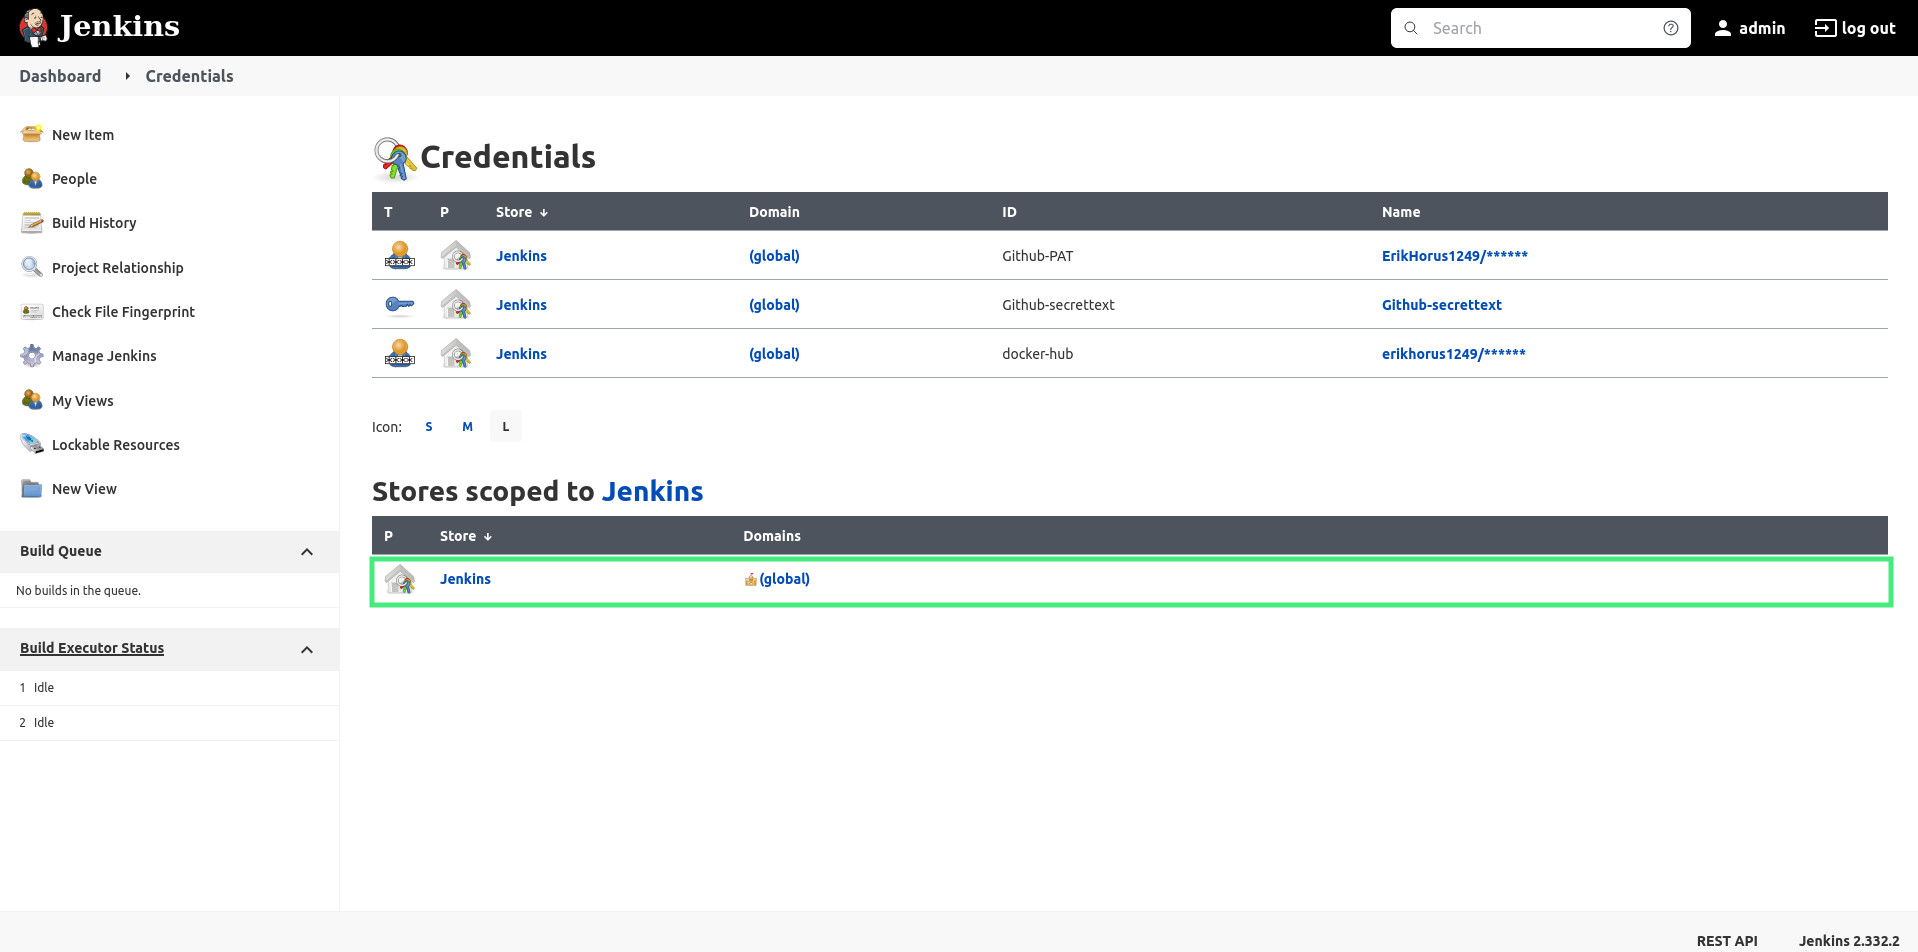 Jenkins
Search
admin
log out
Dashboard
Credentials
New Item
People
Build History
Project Relationship
Check File Fingerprint
Manage Jenkins
My Views
Lockable Resources
New View
Build Queue
No builds in the queue.
Build Executor Status
1 Idle
2 Idle
Credentials
T P Store ↓ Domain ID Name
Jenkins (global) Github-PAT ErikHorus1249/******
Jenkins (global) Github-secrettext Github-secrettext
Jenkins (global) docker-hub erikhorus1249/******
Icon: S M L
Stores scoped to Jenkins
P Store ↓ Domains
Jenkins (global)
REST API Jenkins 2.332.2